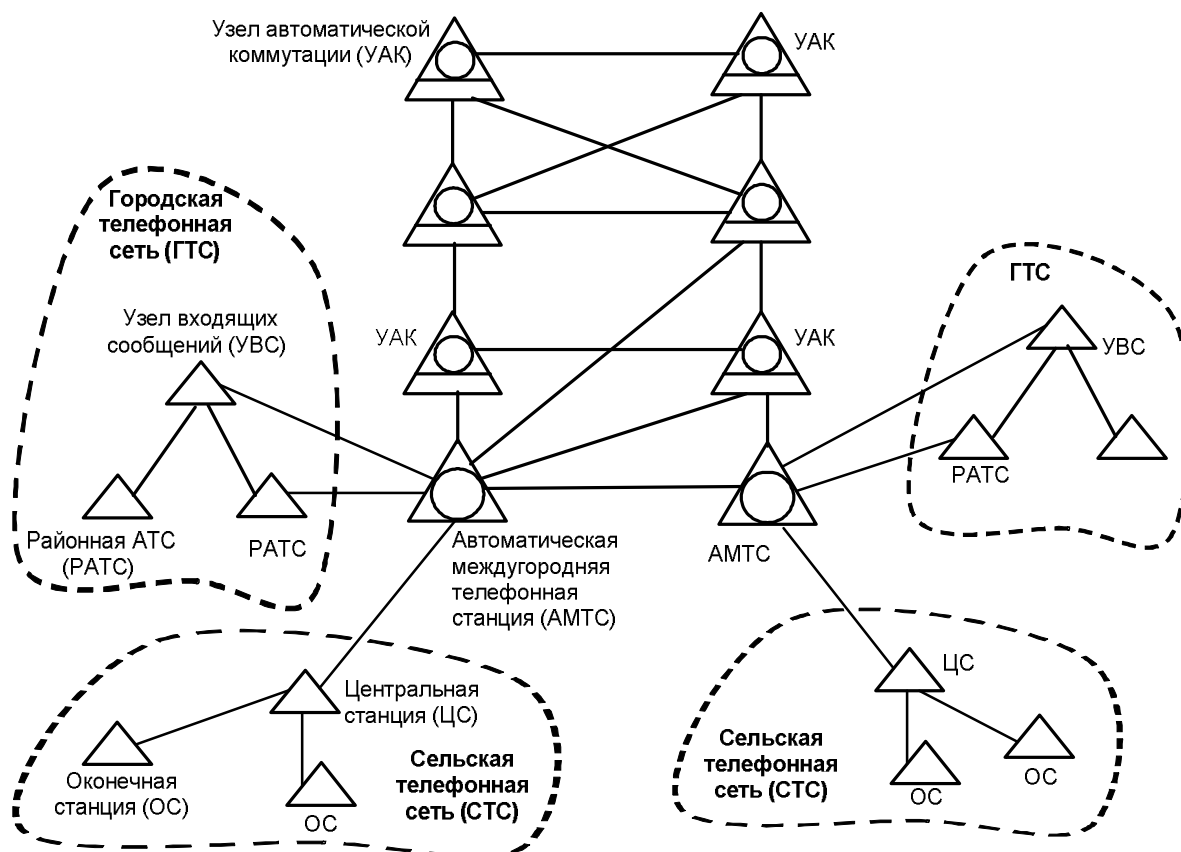 Узел автоматической
коммутации (УАК)
УАК
Городская
телефонная
сеть (ГТС)
ГТС
Узел входящих
сообщений (УВС)
УАК
УАК
УВС
РАТС
Районная АТС
(РАТС)
РАТС
Автоматическая
междугородняя
телефонная
станция (АМТС)
АМТС
Центральная
станция (ЦС)
ЦС
Сельская
телефонная
сеть (СТС)
Сельская
телефонная
сеть (СТС)
Оконечная
станция (ОС)
ОС
ОС
ОС